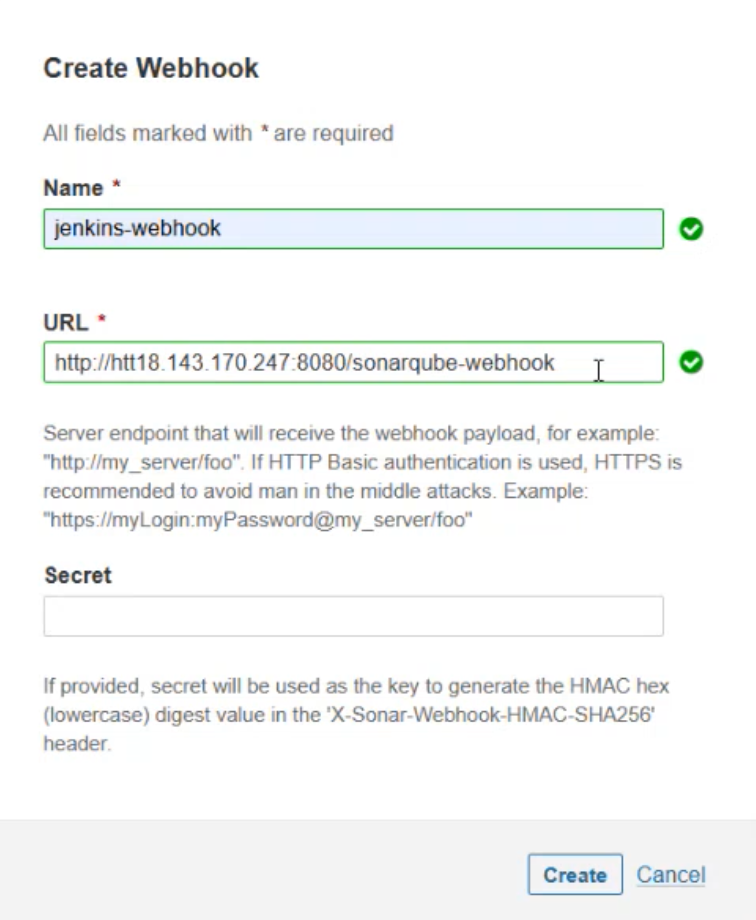 Create Webhook
All fields marked with * are required
Name *
jenkins-webhook
URL *
http://htt18.143.170.247:8080/sonarqube-webhook
Server endpoint that will receive the webhook payload, for example:
"http://my_server/foo". If HTTP Basic authentication is used, HTTPS is
recommended to avoid man in the middle attacks. Example:
"https://myLogin:myPassword@my_server/foo"
Secret
If provided, secret will be used as the key to generate the HMAC hex
(lowercase) digest value in the 'X-Sonar-Webhook-HMAC-SHA256'
header.
Create Cancel